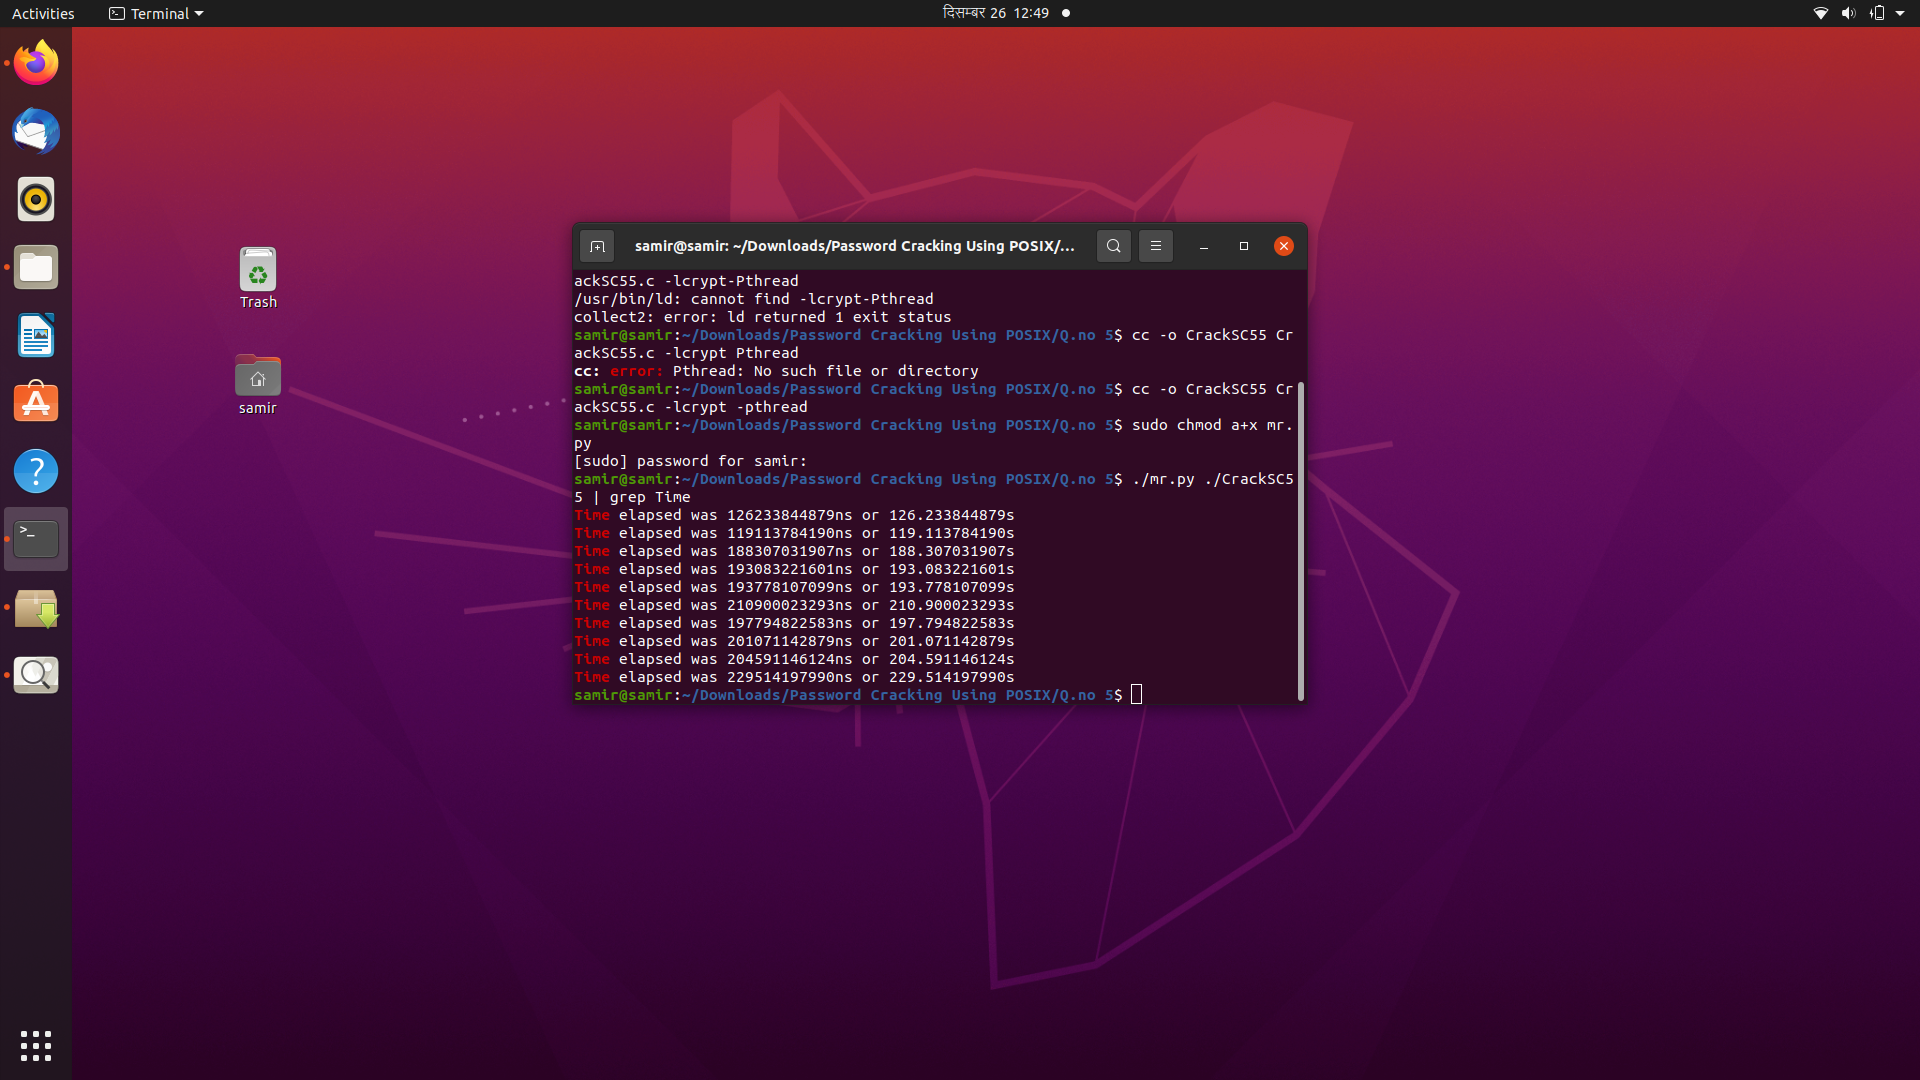 Activities
Terminal
दिसम्बर 26 12:49
Trash
samir
samir@samir: ~/Downloads/Password Cracking Using POSIX/...
ackSC55.c -lcrypt-Pthread
/usr/bin/ld: cannot find -lcrypt-Pthread
collect2: error: ld returned 1 exit status
samir@samir:~/Downloads/Password Cracking Using POSIX/Q.no 5$ cc -o CrackSC55 Cr
ackSC55.c -lcrypt Pthread
cc: error: Pthread: No such file or directory
samir@samir:~/Downloads/Password Cracking Using POSIX/Q.no 5$ cc -o CrackSC55 Cr
ackSC55.c -lcrypt -pthread
samir@samir:~/Downloads/Password Cracking Using POSIX/Q.no 5$ sudo chmod a+x mr.
py
[sudo] password for samir:
samir@samir:~/Downloads/Password Cracking Using POSIX/Q.no 5$ ./mr.py ./CrackSC5
5 | grep Time
Time elapsed was 126233844879ns or 126.233844879s
Time elapsed was 119113784190ns or 119.113784190s
Time elapsed was 188307031907ns or 188.307031907s
Time elapsed was 193083221601ns or 193.083221601s
Time elapsed was 193778107099ns or 193.778107099s
Time elapsed was 210900023293ns or 210.900023293s
Time elapsed was 197794822583ns or 197.794822583s
Time elapsed was 201071142879ns or 201.071142879s
Time elapsed was 204591146124ns or 204.591146124s
Time elapsed was 229514197990ns or 229.514197990s
samir@samir:~/Downloads/Password Cracking Using POSIX/Q.no 5$